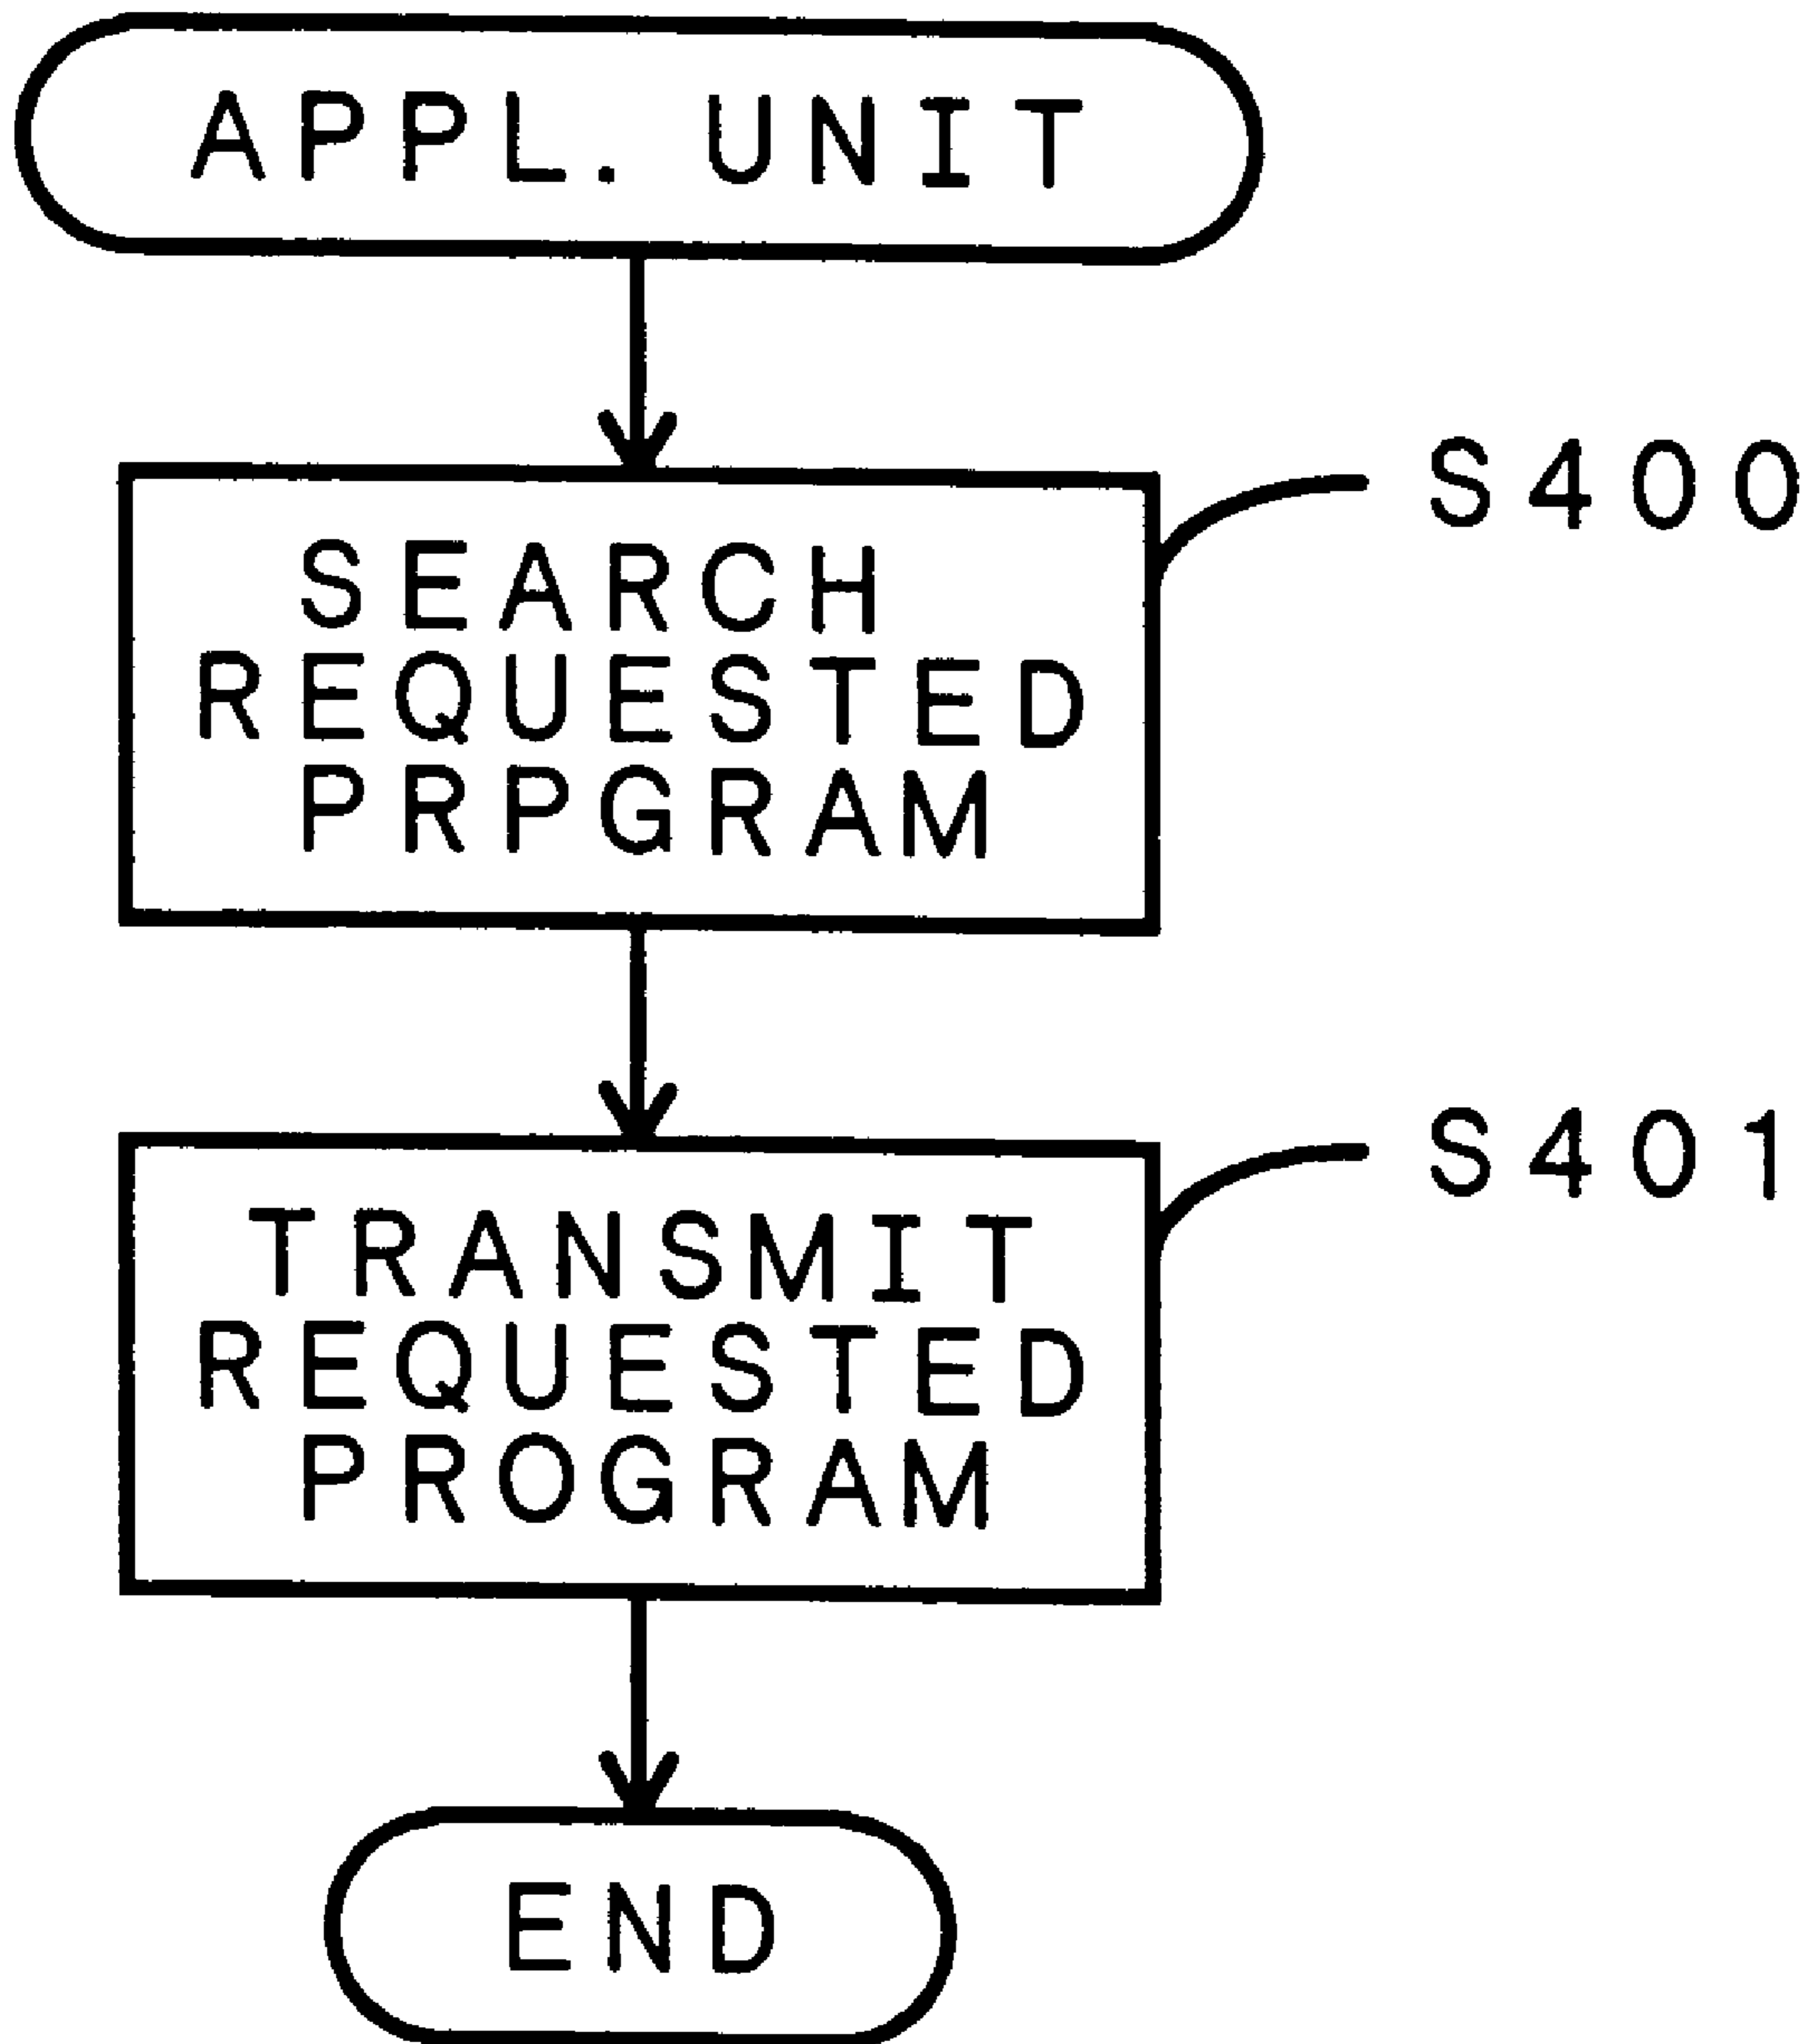 APPL. UNIT
S400
SEARCH
REQUESTED
PRPGRAM
S401
TRANSMIT
REQUESTED
PROGRAM
END